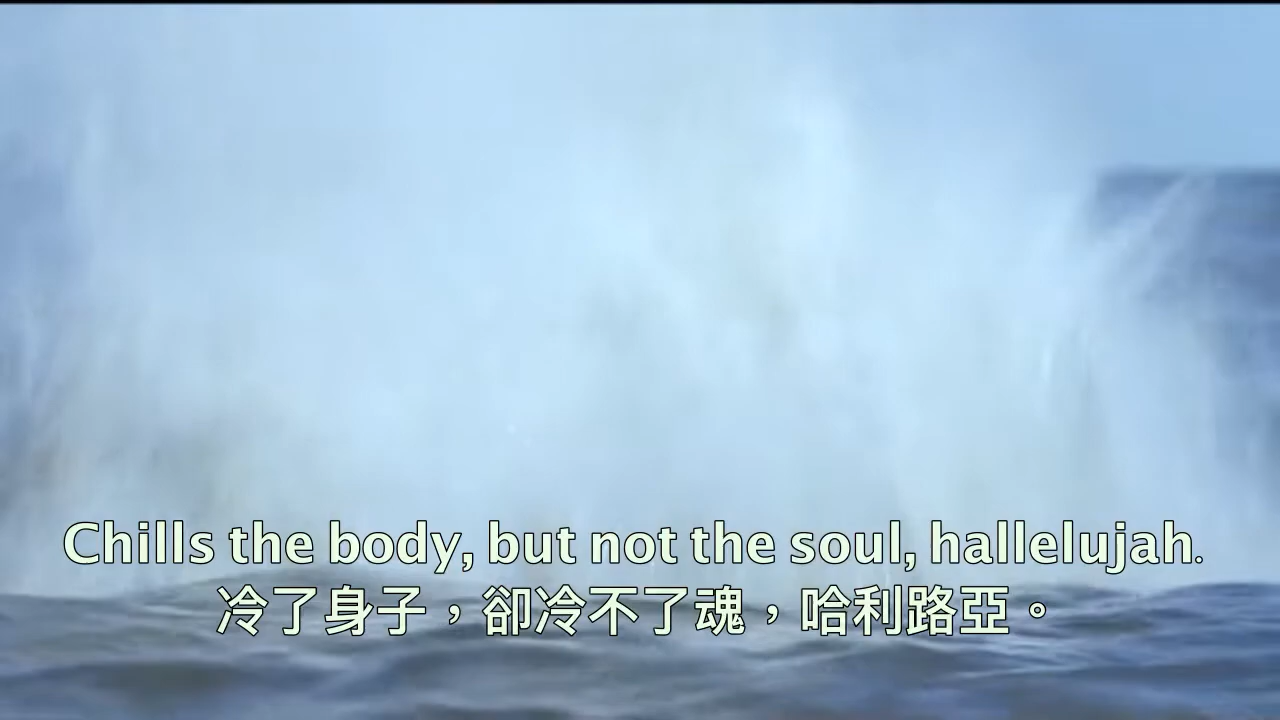 Chills the body, but not the soul, hallelujah.
冷了身子，卻冷不了魂，哈利路亞。